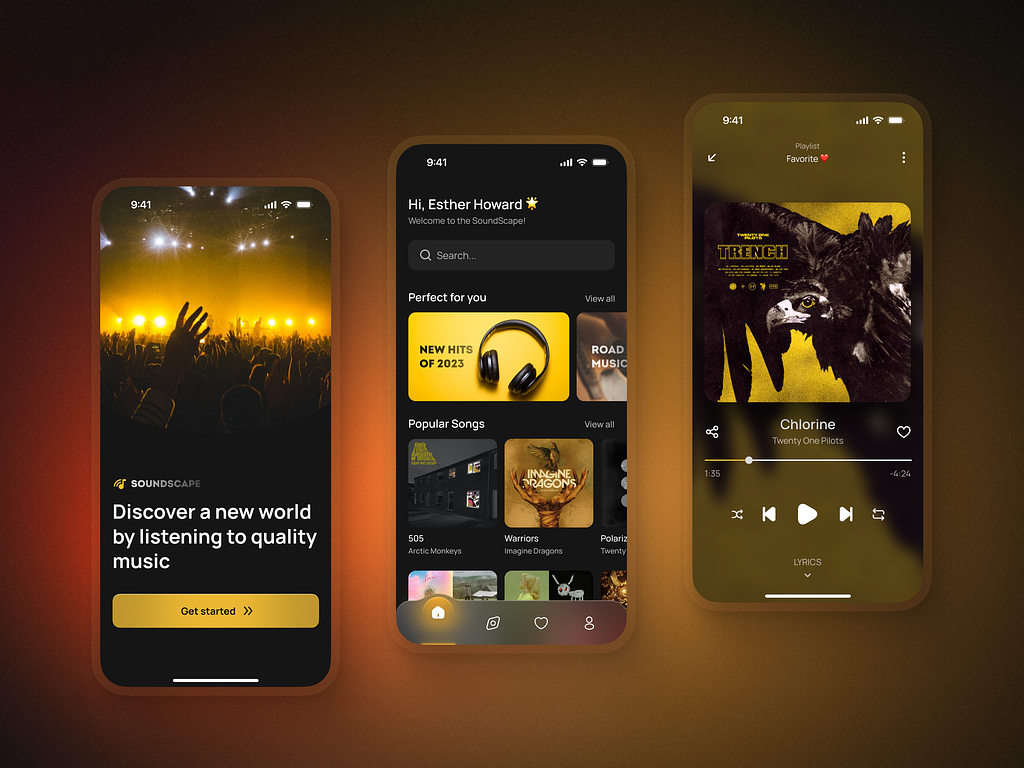 9:41
SOUNDSCAPE
Discover a new world
by listening to quality
music
Get started
9:41
Hi, Esther Howard
Welcome to the SoundScape!
Search...
Perfect for you
View all
NEW HITS
OF 2023
ROAD
MUSIC
Popular Songs
View all
IMAGINE
DRAGONS
505
Arctic Monkeys
Warriors
Imagine Dragons
Polariz
Twenty
9:41
Playlist
Favorite ❤️
TWENTY ONE
PILOTS
TRENCH
Chlorine
Twenty One Pilots
1:35
-4:24
LYRICS